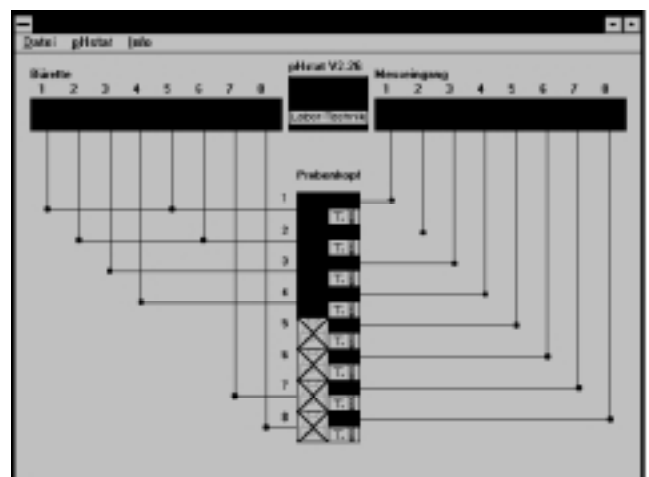 Datei pHstat Info
pHstat V2.26
Bürette
Messeingang
1 2 3 4 5 6 7 8
1 2 3 4 5 6 7 8
Labor-Technik
Probenkopf
1
T.
2
T.
3
T.
4
T.
5
T.
6
T.
7
T.
8
T.